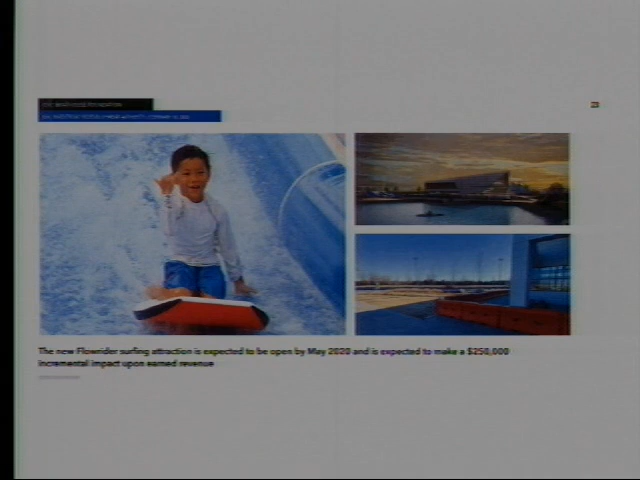 23
The new Flowrider surfing attraction is expected to be open by May 2020 and is expected to make a $250,000
incremental impact upon earned revenue